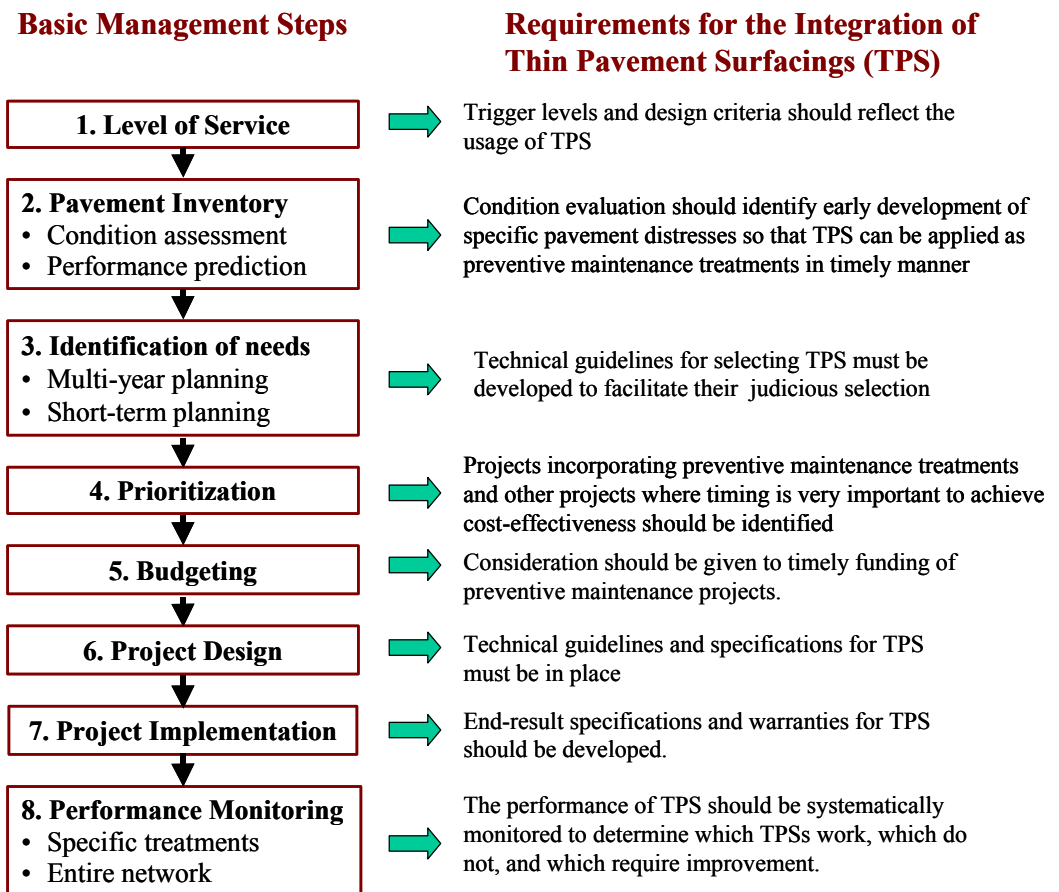 Basic Management Steps
Requirements for the Integration of
Thin Pavement Surfacings (TPS)
1. Level of Service
Trigger levels and design criteria should reflect the
usage of TPS
2. Pavement Inventory
• Condition assessment
• Performance prediction
Condition evaluation should identify early development of
specific pavement distresses so that TPS can be applied as
preventive maintenance treatments in timely manner
3. Identification of needs
• Multi-year planning
• Short-term planning
Technical guidelines for selecting TPS must be
developed to facilitate their judicious selection
4. Prioritization
Projects incorporating preventive maintenance treatments
and other projects where timing is very important to achieve
cost-effectiveness should be identified
5. Budgeting
Consideration should be given to timely funding of
preventive maintenance projects.
6. Project Design
Technical guidelines and specifications for TPS
must be in place
7. Project Implementation
End-result specifications and warranties for TPS
should be developed.
8. Performance Monitoring
• Specific treatments
• Entire network
The performance of TPS should be systematically
monitored to determine which TPSs work, which do
not, and which require improvement.